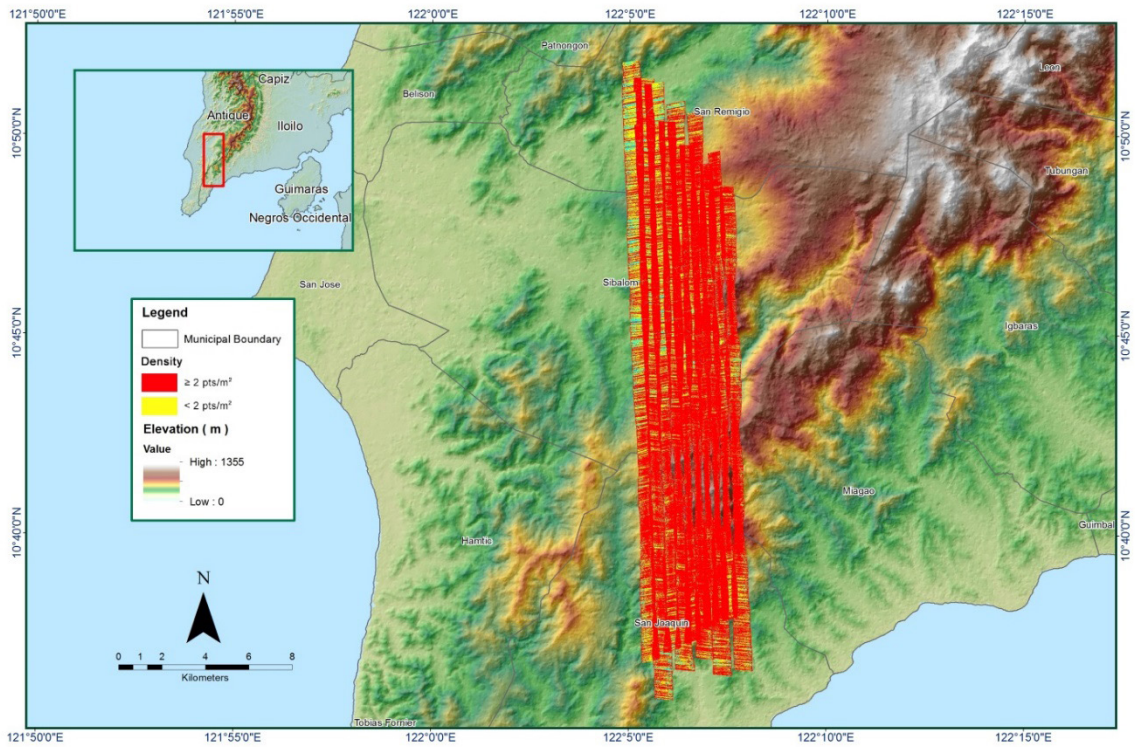 121°50'0"E 121°55'0"E 122°0'0"E 122°5'0"E 122°10'0"E 122°15'0"E
Patnongon
Leon
Capiz
Belison
San Remigio
Antique
Iloilo
10°50'0"N
10°50'0"N
Tubungan
Guimaras
Negros Occidental
Sibalom
San Jose
Legend
Municipal Boundary
Igbaras
10°45'0"N
10°45'0"N
Density
≥ 2 pts/m²
< 2 pts/m²
Elevation ( m )
Value
High : 1355
Low : 0
Miagao
Guimbal
10°40'0"N
10°40'0"N
Hamtic
N
San Joaquin
0 1 2 4 6 8
Kilometers
Tobias Fornier
121°50'0"E 121°55'0"E 122°0'0"E 122°5'0"E 122°10'0"E 122°15'0"E